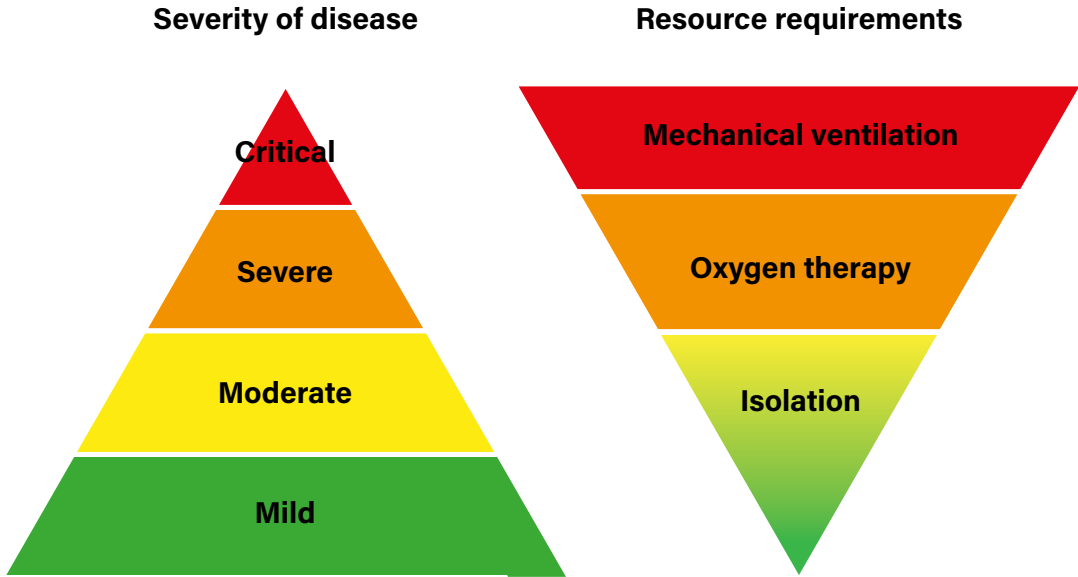 Severity of disease
Resource requirements
Critical
Severe
Moderate
Mild
Mechanical ventilation
Oxygen therapy
Isolation